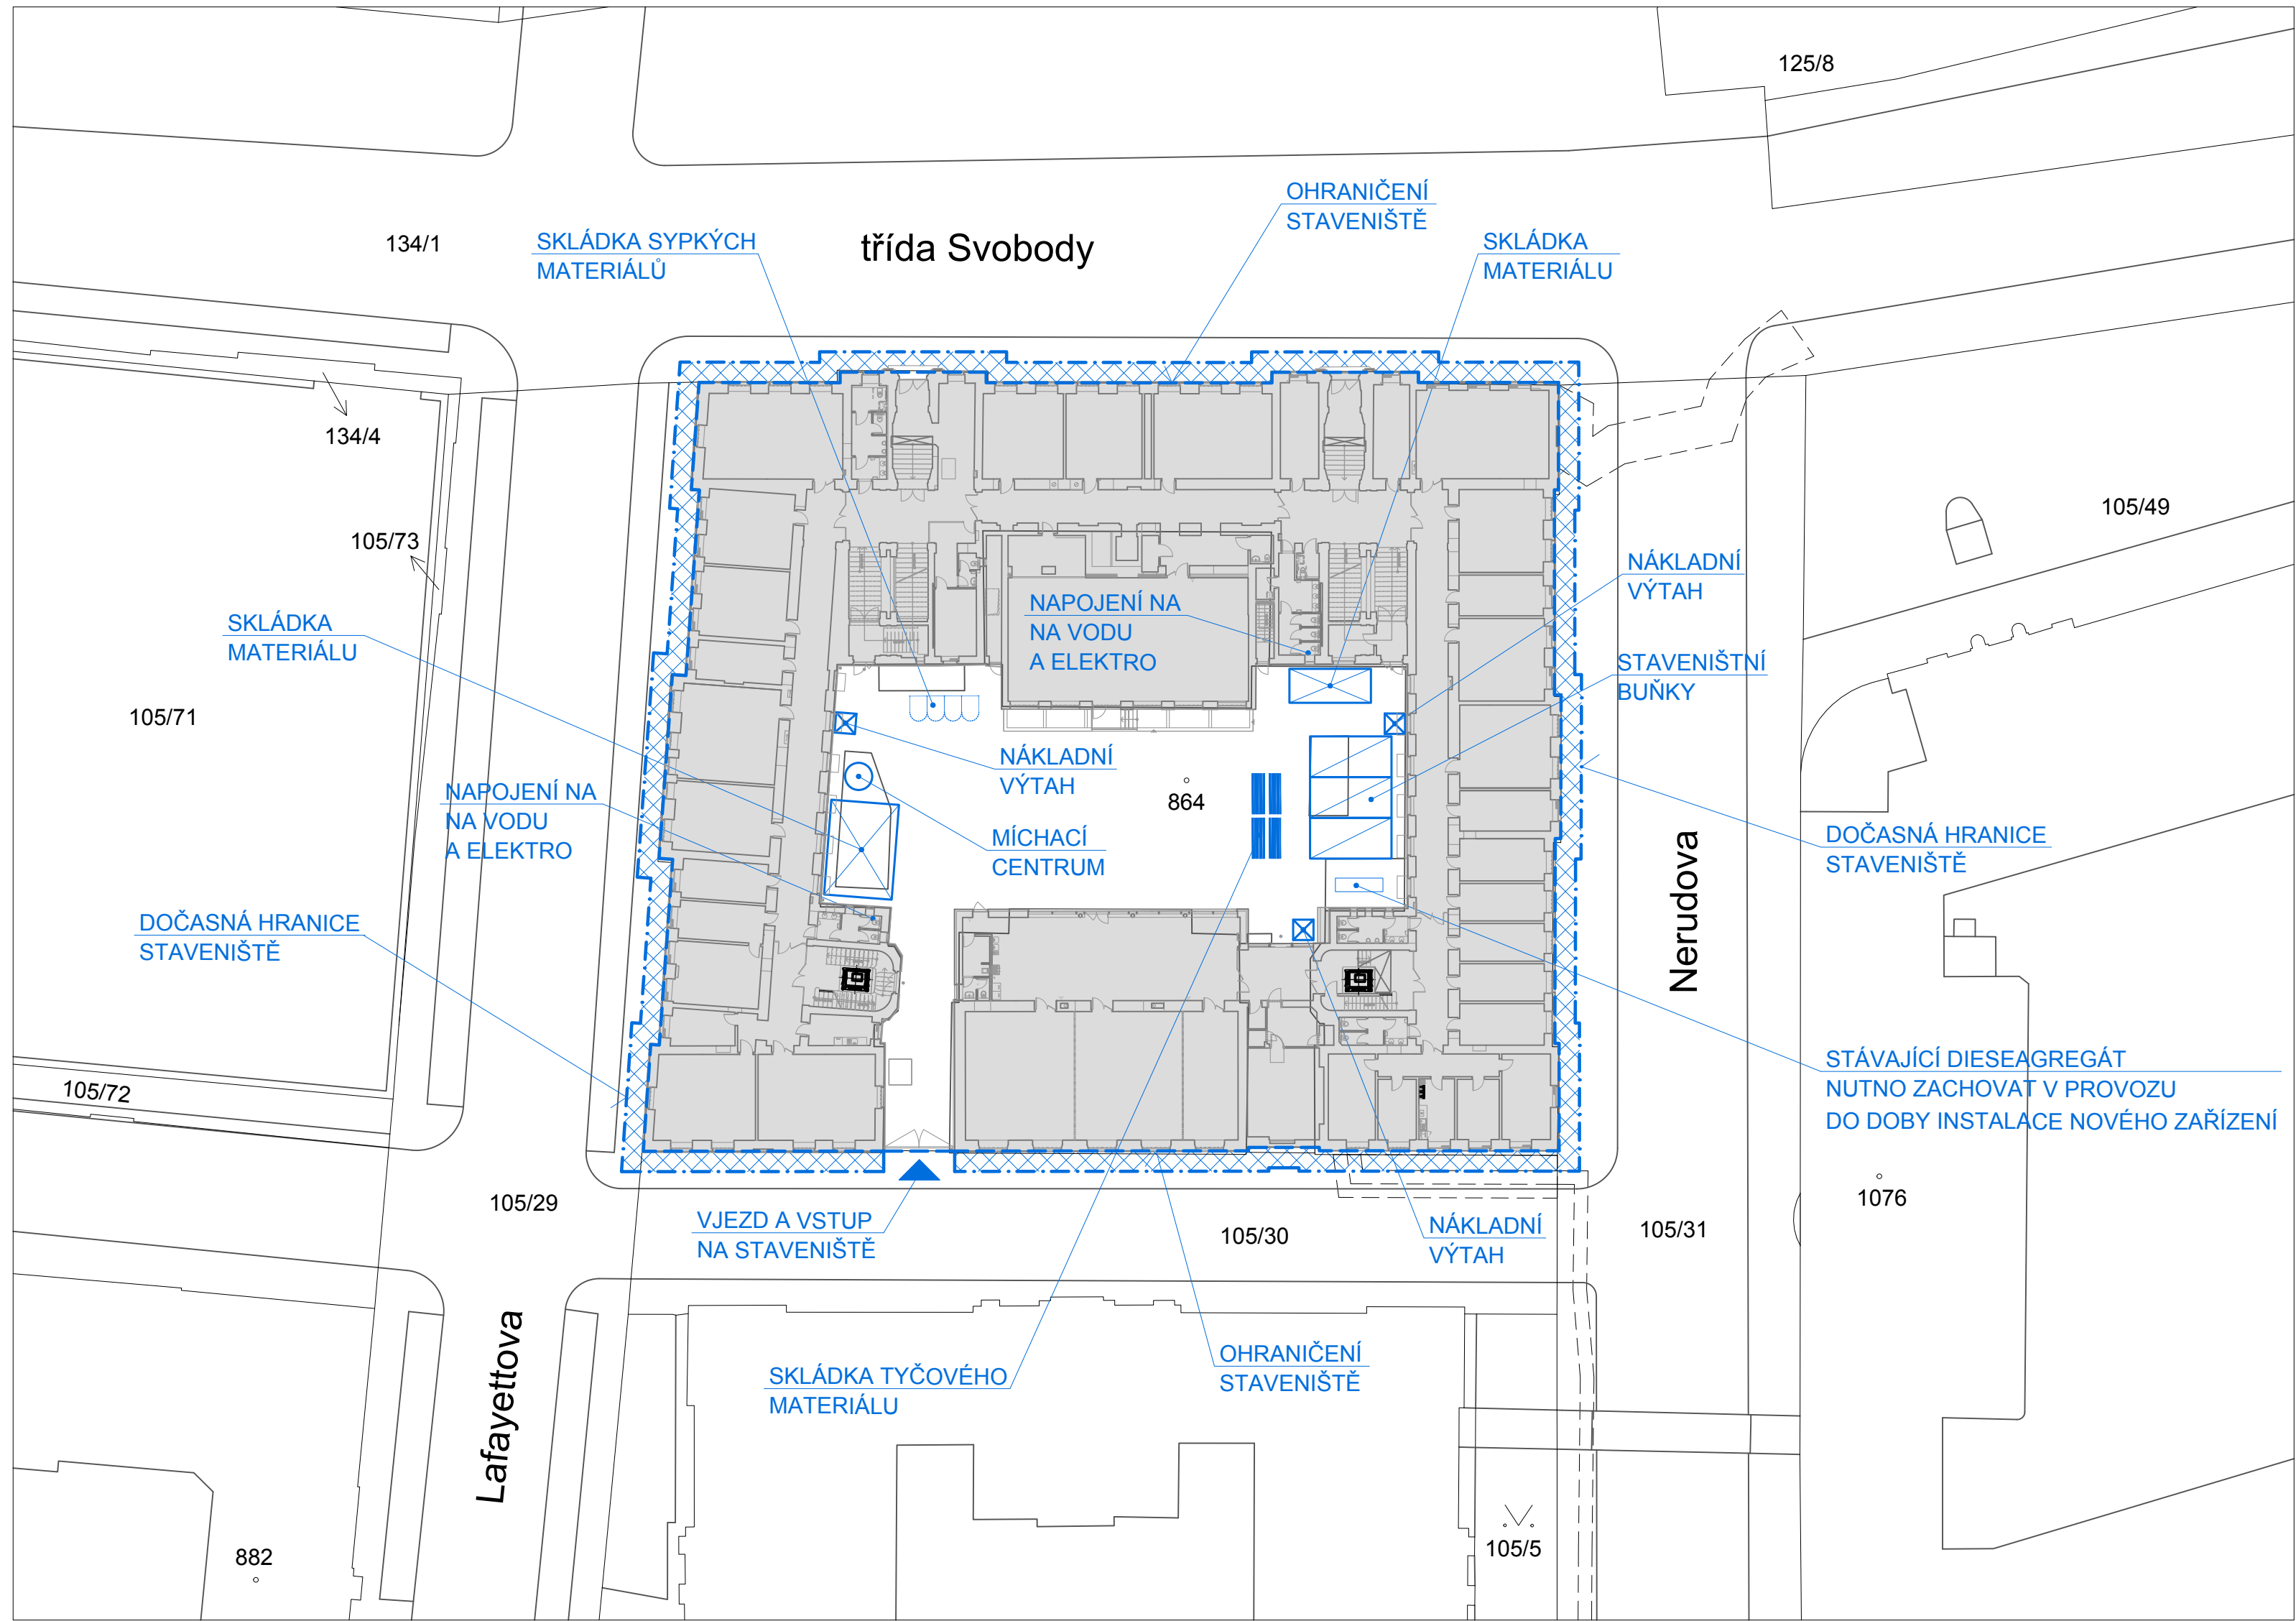 125/8
OHRANIČENÍ
STAVENIŠTĚ
134/1
SKLÁDKA SYPKÝCH
MATERIÁLŮ
třída Svobody
SKLÁDKA
MATERIÁLU
134/4
105/49
105/73
NÁKLADNÍ
VÝTAH
SKLÁDKA
MATERIÁLU
NAPOJENÍ NA
NA VODU
A ELEKTRO
STAVENIŠTNÍ
BUŇKY
105/71
NÁKLADNÍ
VÝTAH
864
NAPOJENÍ NA
NA VODU
A ELEKTRO
MÍCHACÍ
CENTRUM
DOČASNÁ HRANICE
STAVENIŠTĚ
Nerudova
DOČASNÁ HRANICE
STAVENIŠTĚ
STÁVAJÍCÍ DIESEAGREGÁT
NUTNO ZACHOVAT V PROVOZU
DO DOBY INSTALACE NOVÉHO ZAŘÍZENÍ
105/72
105/29
1076
VJEZD A VSTUP
NA STAVENIŠTĚ
105/30
NÁKLADNÍ
VÝTAH
105/31
Lafayettova
OHRANIČENÍ
STAVENIŠTĚ
SKLÁDKA TYČOVÉHO
MATERIÁLU
882
105/5